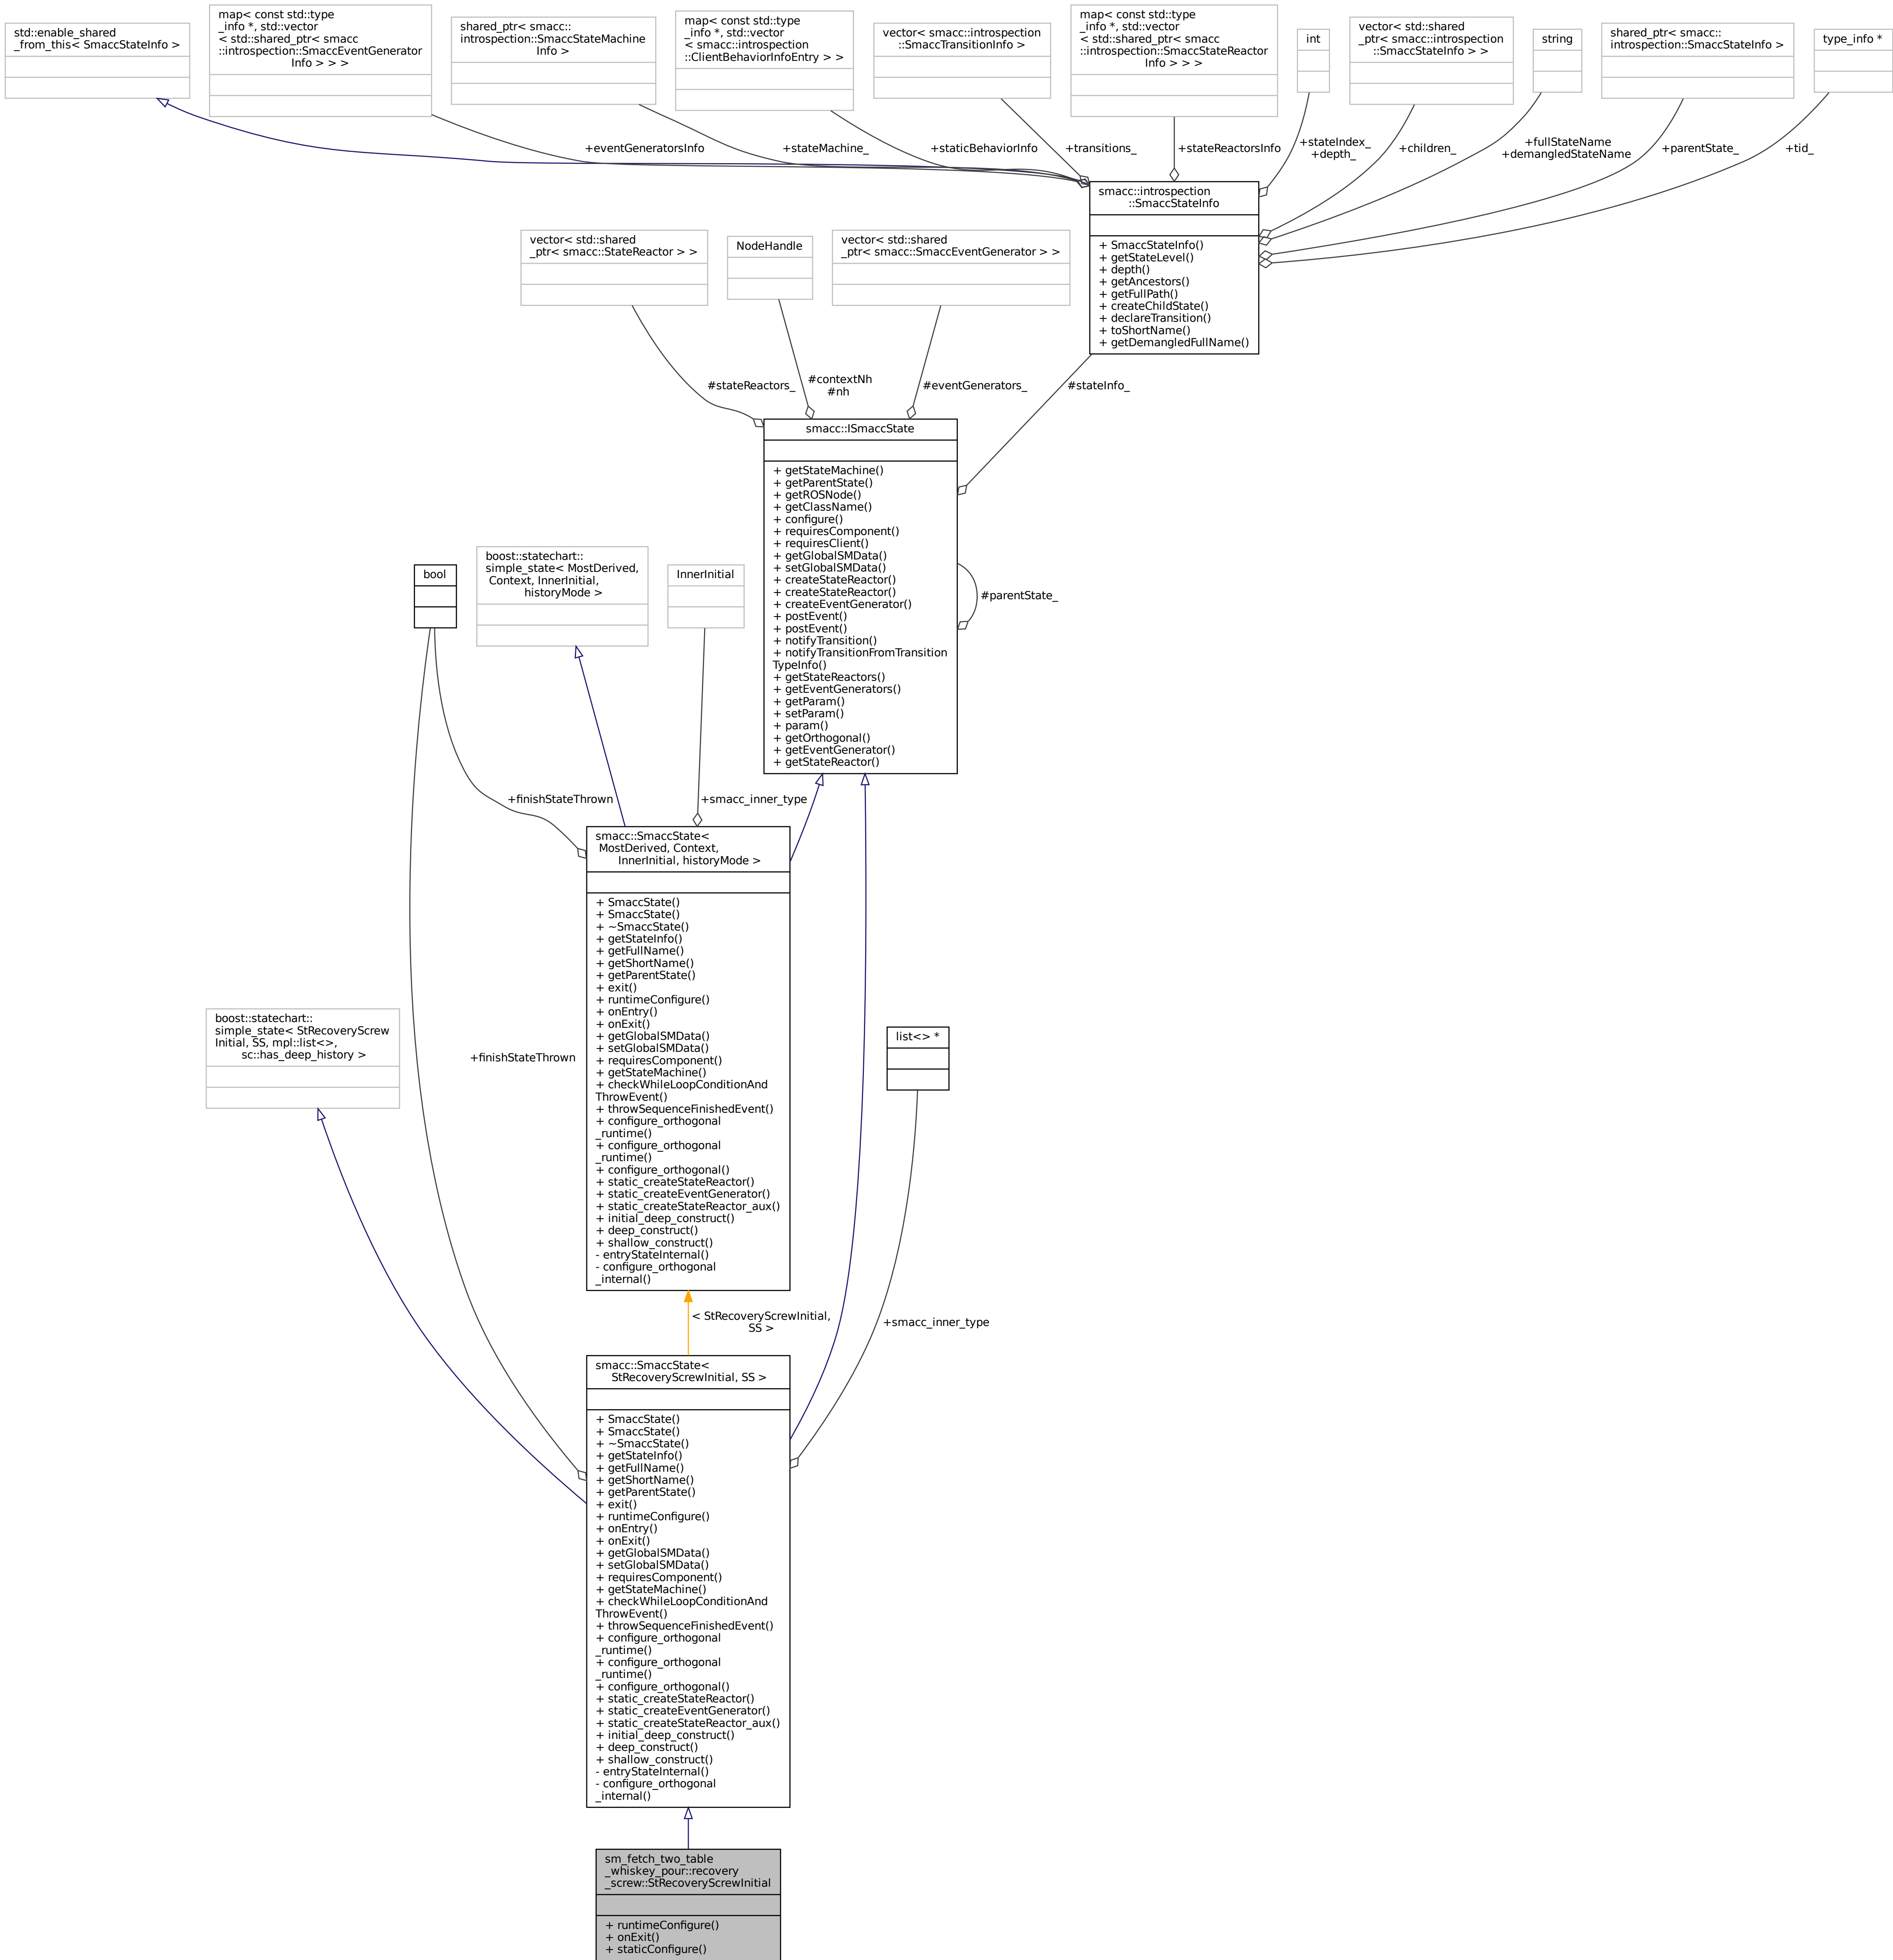 std::enable_shared
_from_this< SmaccStateInfo >
map< const std::type
_info *, std::vector
< std::shared_ptr< smacc
::introspection::SmaccEventGenerator
Info > > >
shared_ptr< smacc::
introspection::SmaccStateMachine
Info >
map< const std::type
_info *, std::vector
< smacc::introspection
::ClientBehaviorInfoEntry > >
vector< smacc::introspection
::SmaccTransitionInfo >
map< const std::type
_info *, std::vector
< std::shared_ptr< smacc
::introspection::SmaccStateReactor
Info > > >
int
vector< std::shared
_ptr< smacc::introspection
::SmaccStateInfo > >
string
shared_ptr< smacc::
introspection::SmaccStateInfo >
type_info *
+eventGeneratorsInfo
+stateMachine_
+staticBehaviorInfo
+transitions_
+stateReactorsInfo
+stateIndex_
+depth_
+children_
+fullStateName
+demangledStateName
+parentState_
+tid_
smacc::introspection
::SmaccStateInfo
+ SmaccStateInfo()
+ getStateLevel()
+ depth()
+ getAncestors()
+ getFullPath()
+ createChildState()
+ declareTransition()
+ toShortName()
+ getDemangledFullName()
vector< std::shared
_ptr< smacc::StateReactor > >
NodeHandle
vector< std::shared
_ptr< smacc::SmaccEventGenerator > >
#stateReactors_
#contextNh
#nh
#eventGenerators_
#stateInfo_
smacc::ISmaccState
+ getStateMachine()
+ getParentState()
+ getROSNode()
+ getClassName()
+ configure()
+ requiresComponent()
+ requiresClient()
+ getGlobalSMData()
+ setGlobalSMData()
+ createStateReactor()
+ createStateReactor()
+ createEventGenerator()
+ postEvent()
+ postEvent()
+ notifyTransition()
+ notifyTransitionFromTransition
TypeInfo()
+ getStateReactors()
+ getEventGenerators()
+ getParam()
+ setParam()
+ param()
+ getOrthogonal()
+ getEventGenerator()
+ getStateReactor()
#parentState_
bool
boost::statechart::
simple_state< MostDerived,
Context, InnerInitial,
historyMode >
InnerInitial
+finishStateThrown
+smacc_inner_type
smacc::SmaccState<
MostDerived, Context,
InnerInitial, historyMode >
+ SmaccState()
+ SmaccState()
+ ~SmaccState()
+ getStateInfo()
+ getFullName()
+ getShortName()
+ getParentState()
+ exit()
+ runtimeConfigure()
+ onEntry()
+ onExit()
+ getGlobalSMData()
+ setGlobalSMData()
+ requiresComponent()
+ getStateMachine()
+ checkWhileLoopConditionAnd
ThrowEvent()
+ throwSequenceFinishedEvent()
+ configure_orthogonal
_runtime()
+ configure_orthogonal
_runtime()
+ configure_orthogonal()
+ static_createStateReactor()
+ static_createEventGenerator()
+ static_createStateReactor_aux()
+ initial_deep_construct()
+ deep_construct()
+ shallow_construct()
- entryStateInternal()
- configure_orthogonal
_internal()
boost::statechart::
simple_state< StRecoveryScrew
Initial, SS, mpl::list<>,
sc::has_deep_history >
+finishStateThrown
list<> *
< StRecoveryScrewInitial,
SS >
+smacc_inner_type
smacc::SmaccState<
StRecoveryScrewInitial, SS >
+ SmaccState()
+ SmaccState()
+ ~SmaccState()
+ getStateInfo()
+ getFullName()
+ getShortName()
+ getParentState()
+ exit()
+ runtimeConfigure()
+ onEntry()
+ onExit()
+ getGlobalSMData()
+ setGlobalSMData()
+ requiresComponent()
+ getStateMachine()
+ checkWhileLoopConditionAnd
ThrowEvent()
+ throwSequenceFinishedEvent()
+ configure_orthogonal
_runtime()
+ configure_orthogonal
_runtime()
+ configure_orthogonal()
+ static_createStateReactor()
+ static_createEventGenerator()
+ static_createStateReactor_aux()
+ initial_deep_construct()
+ deep_construct()
+ shallow_construct()
- entryStateInternal()
- configure_orthogonal
_internal()
sm_fetch_two_table
_whiskey_pour::recovery
_screw::StRecoveryScrewInitial
+ runtimeConfigure()
+ onExit()
+ staticConfigure()